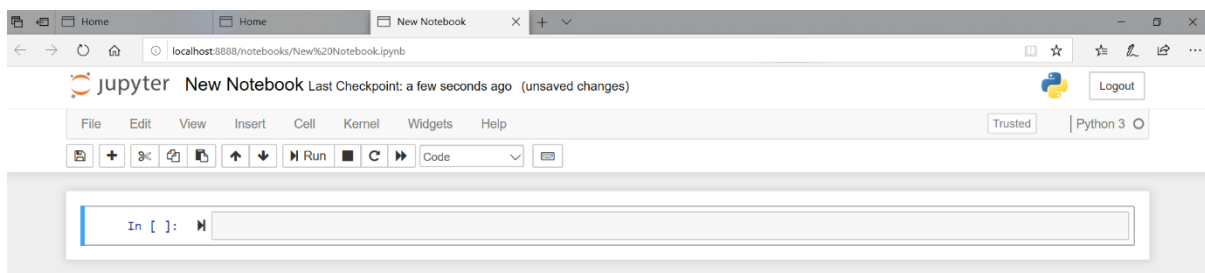 Home Home New Notebook
localhost:8888/notebooks/New%20Notebook.ipynb
jupyter New Notebook Last Checkpoint: a few seconds ago (unsaved changes) Logout
File Edit View Insert Cell Kernel Widgets Help Trusted Python 3
Run Code
In [ ]: